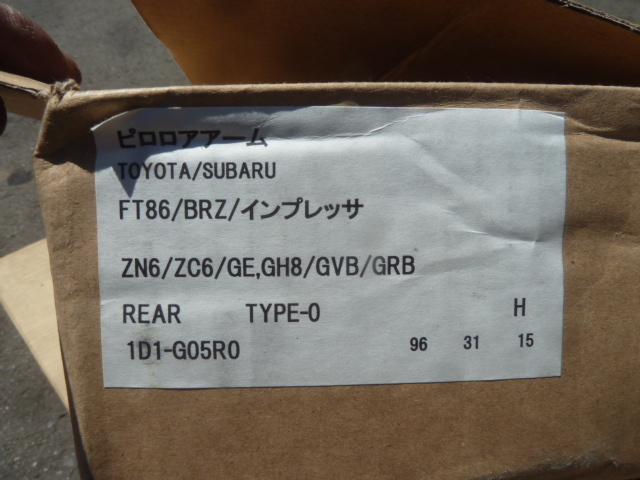 ピロロアアーム
TOYOTA/SUBARU
FT86/BRZ/インプレッサ
ZN6/ZC6/GE,GH8/GVB/GRB
REAR TYPE-O H
1D1-G05R0 96 31 15